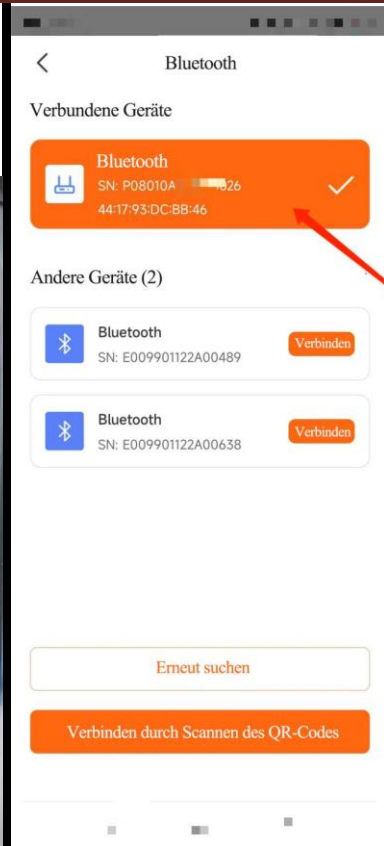 Bluetooth
Verbundene Geräte
Bluetooth
SN: P08010A 26
44:17:93:DC:BB:46
Andere Geräte (2)
Bluetooth
SN: E009901122A00489
Verbinden
Bluetooth
SN: E009901122A00638
Verbinden
Erneut suchen
Verbinden durch Scannen des QR-Codes